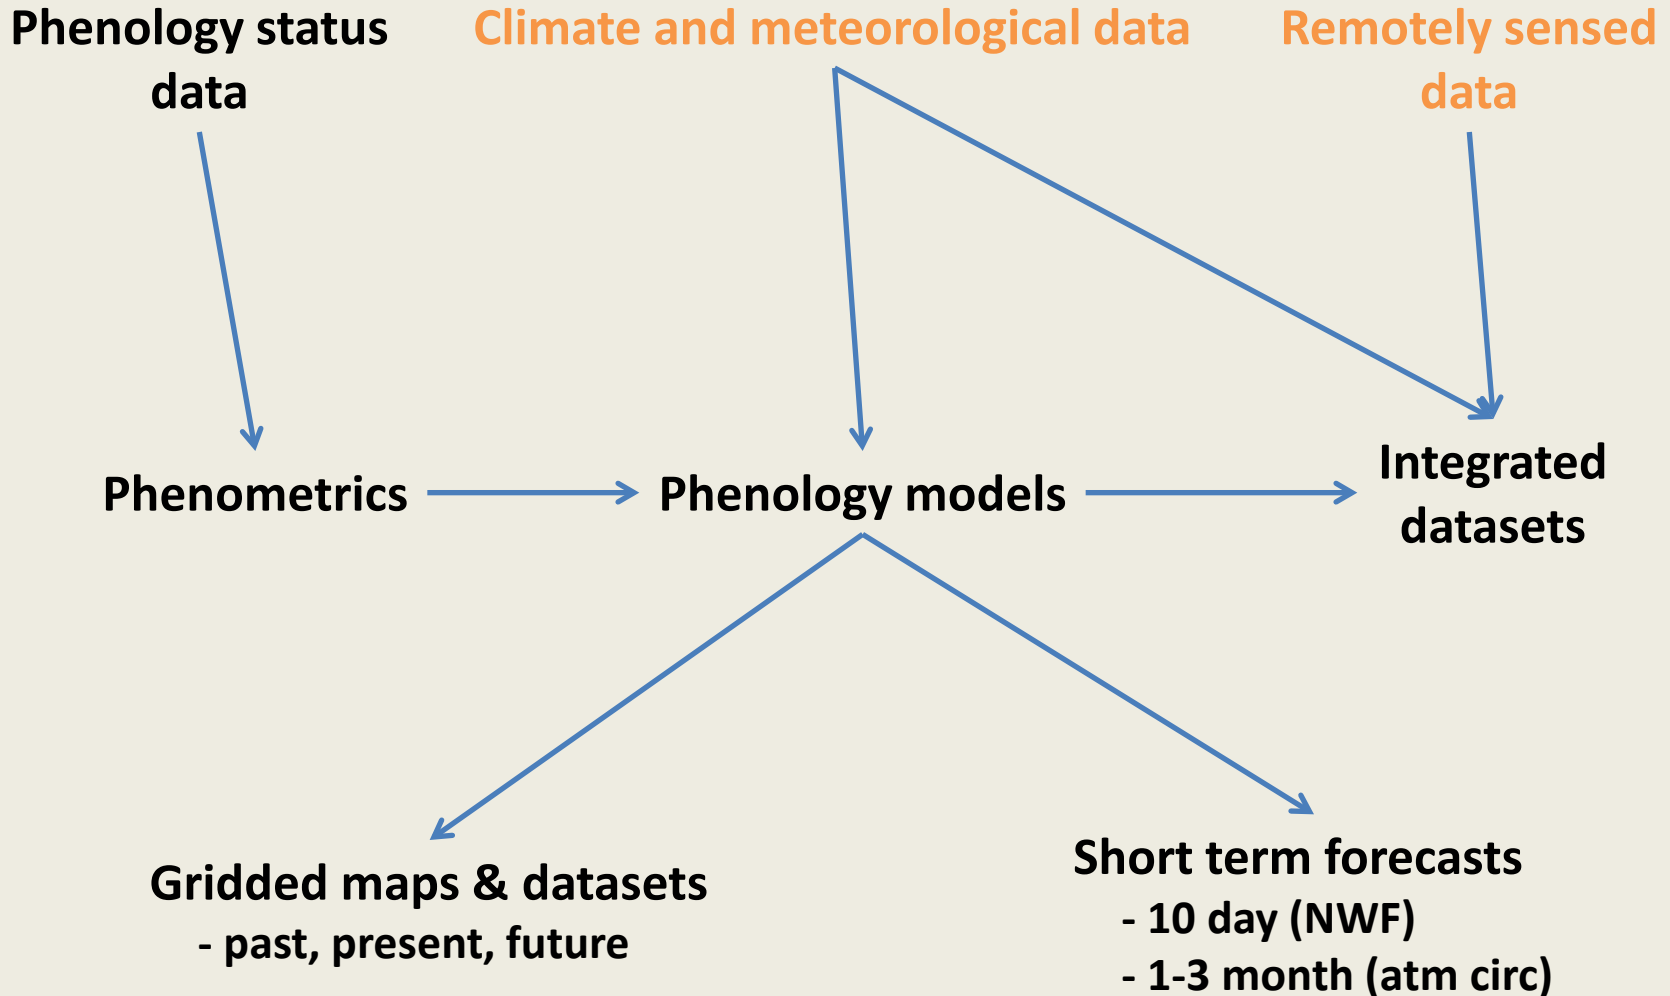 Phenology status
data
Climate and meteorological data
Remotely sensed
data
Phenometrics
Phenology models
Integrated
datasets
Gridded maps & datasets
- past, present, future
Short term forecasts
- 10 day (NWF)
- 1-3 month (atm circ)